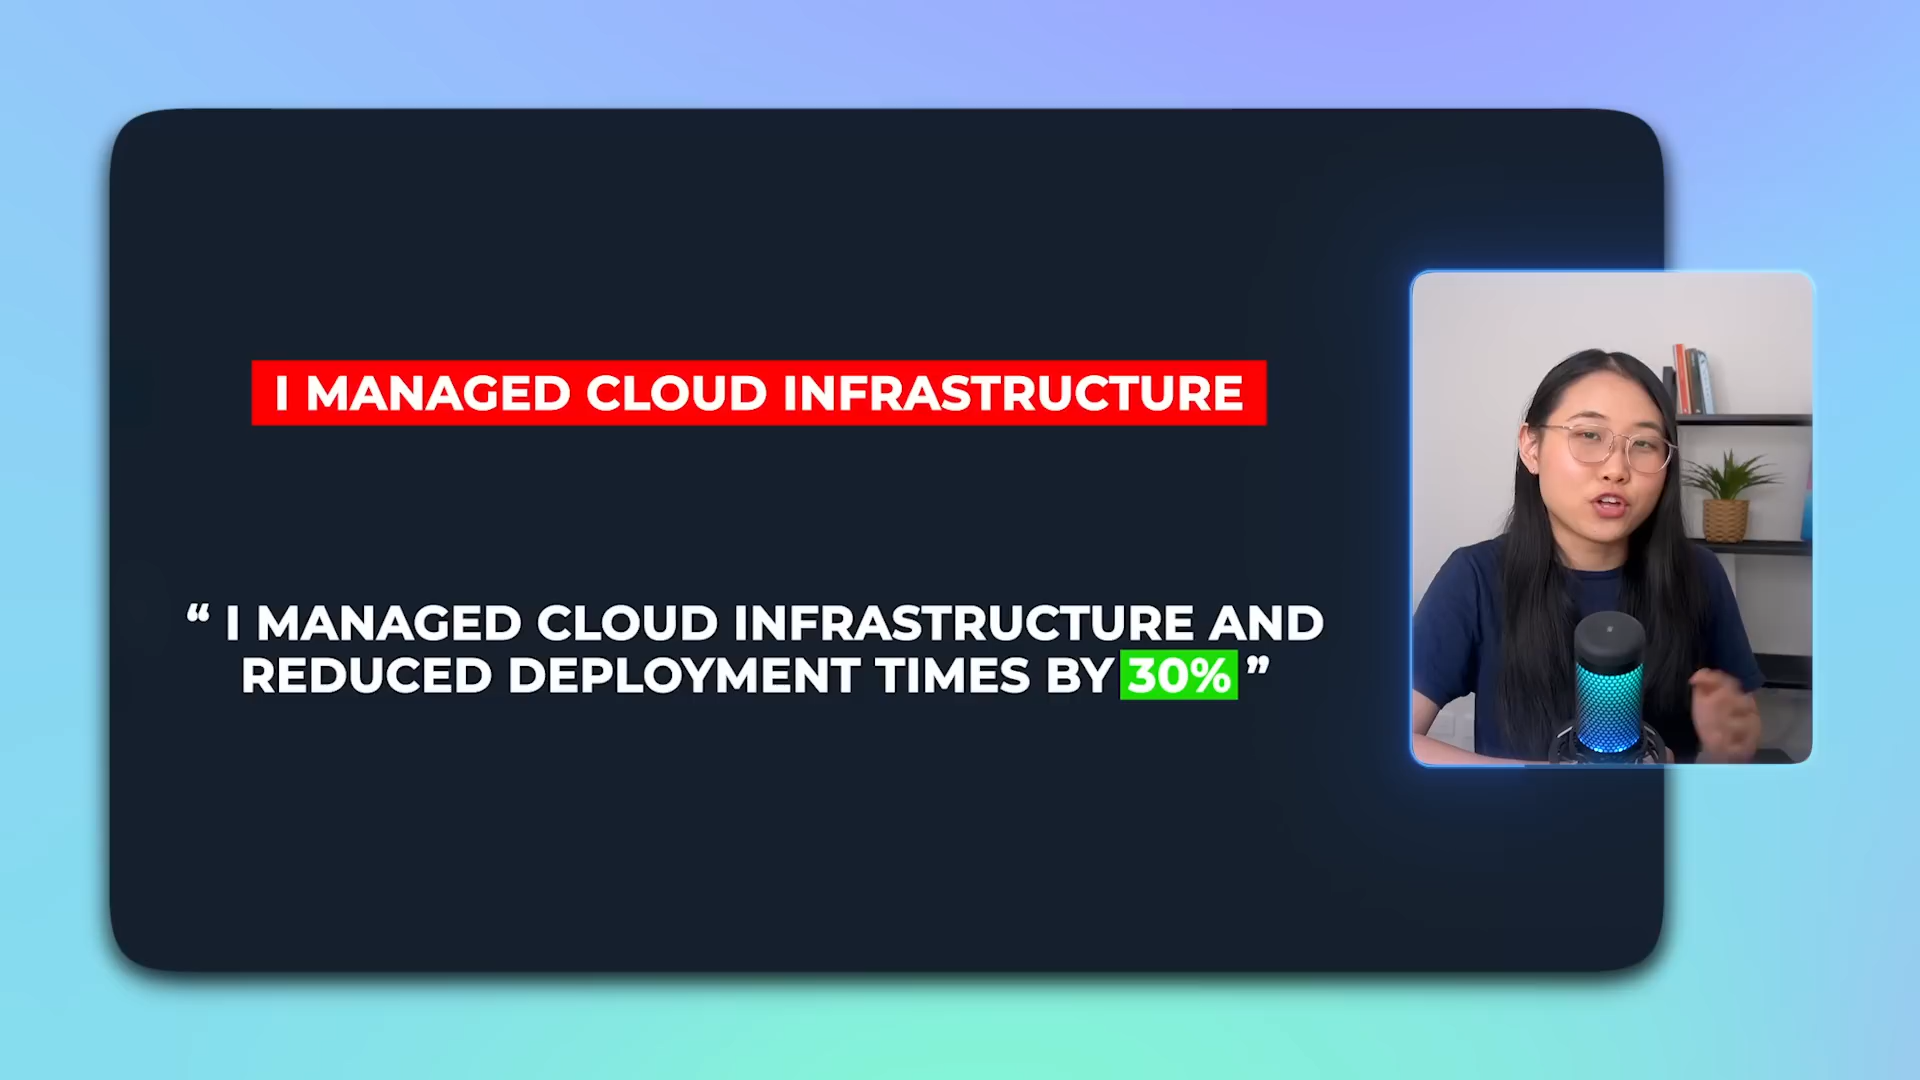 I MANAGED CLOUD INFRASTRUCTURE
“ I MANAGED CLOUD INFRASTRUCTURE AND
REDUCED DEPLOYMENT TIMES BY 30% ”